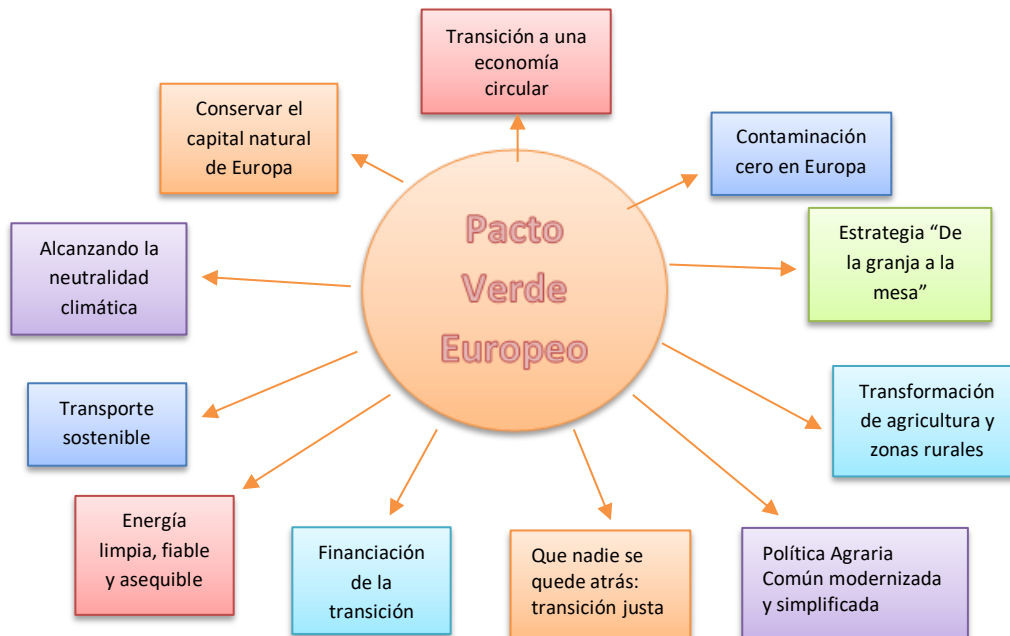 Transición a una
economía
circular
Conservar el
capital natural
de Europa
Contaminación
cero en Europa
Pacto
Verde
Europeo
Alcanzando la
neutralidad
climática
Estrategia “De
la granja a la
mesa”
Transporte
sostenible
Transformación
de agricultura y
zonas rurales
Energía
limpia, fiable
y asequible
Financiación
de la
transición
Que nadie se
quede atrás:
transición justa
Política Agraria
Común modernizada
y simplificada